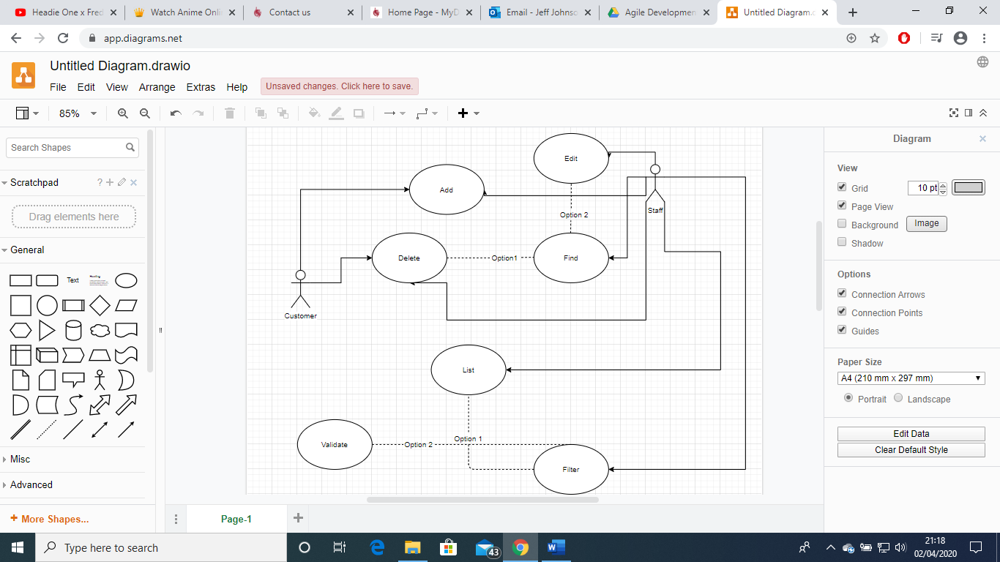 Headie One x Fred
Watch Anime Onli
Contact us
Home Page - MyD
Email - Jeff Johnso
Agile Developmen
Untitled Diagram.d
app.diagrams.net
Untitled Diagram.drawio
File Edit View Arrange Extras Help
Unsaved changes. Click here to save.
85%
Search Shapes
Scratchpad
?
Drag elements here
General
Text
Heading
Misc
Advanced
+ More Shapes...
Edit
Add
Option 2
Staff
Delete
Option1
Find
Customer
List
Option 1
Validate
Option 2
Filter
Page-1
Diagram
View
Grid
10 pt
Page View
Background
Image
Shadow
Options
Connection Arrows
Connection Points
Guides
Paper Size
A4 (210 mm x 297 mm)
Portrait
Landscape
Edit Data
Clear Default Style
Type here to search
43
W
21:18
02/04/2020